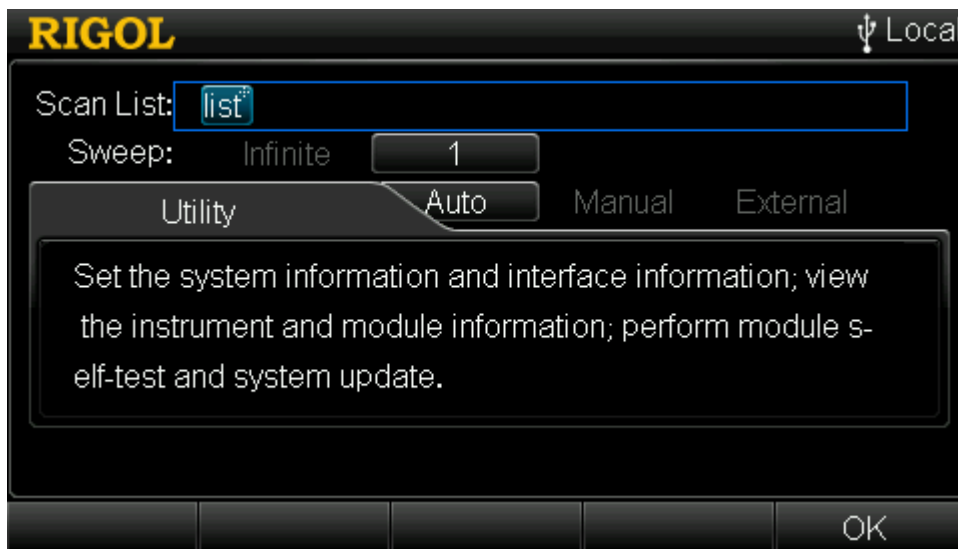 RIGOL Local
Scan List: list
Sweep: Infinite 1
Utility Auto Manual External
Set the system information and interface information; view
the instrument and module information; perform module s-
elf-test and system update.
OK